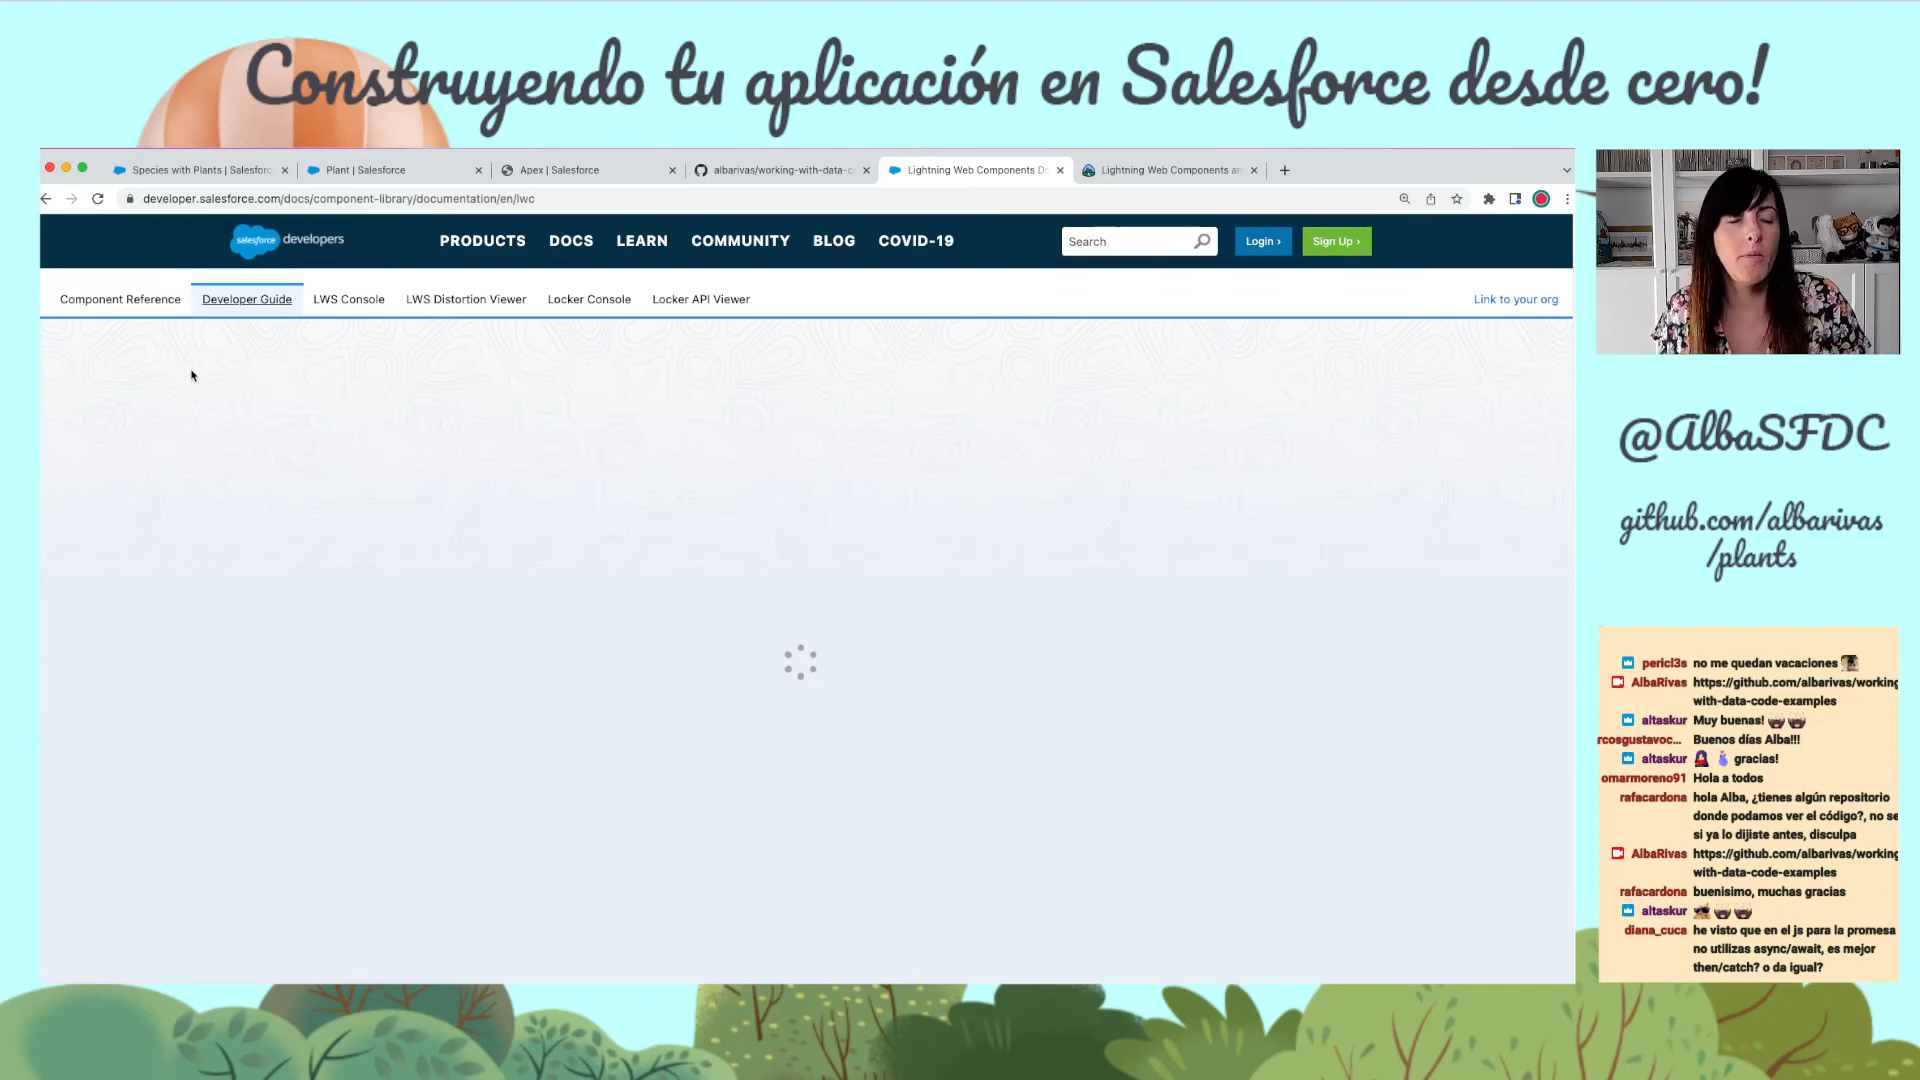 Construyendo tu aplicación en Salesforce desde cero!
Species with Plants | Salesforc
Plant | Salesforce
Apex | Salesforce
albarivas/working-with-data-c
Lightning Web Components Do
Lightning Web Components an
developer.salesforce.com/docs/component-library/documentation/en/lwc
salesforce developers
PRODUCTS DOCS LEARN COMMUNITY BLOG COVID-19
Search
Login ›
Sign Up ›
Component Reference Developer Guide LWS Console LWS Distortion Viewer Locker Console Locker API Viewer
Link to your org
@AlbaSFDC
github.com/albarivas
/plants
pericl3s no me quedan vacaciones
AlbaRivas https://github.com/albarivas/working
with-data-code-examples
altaskur Muy buenas!
rcosgustavoc... Buenos días Alba!!!
altaskur gracias!
omarmoreno91 Hola a todos
rafacardona hola Alba, ¿tienes algún repositorio
donde podamos ver el código?, no se
si ya lo dijiste antes, disculpa
AlbaRivas https://github.com/albarivas/working
with-data-code-examples
rafacardona buenisimo, muchas gracias
altaskur
diana_cuca he visto que en el js para la promesa
no utilizas async/await, es mejor
then/catch? o da igual?